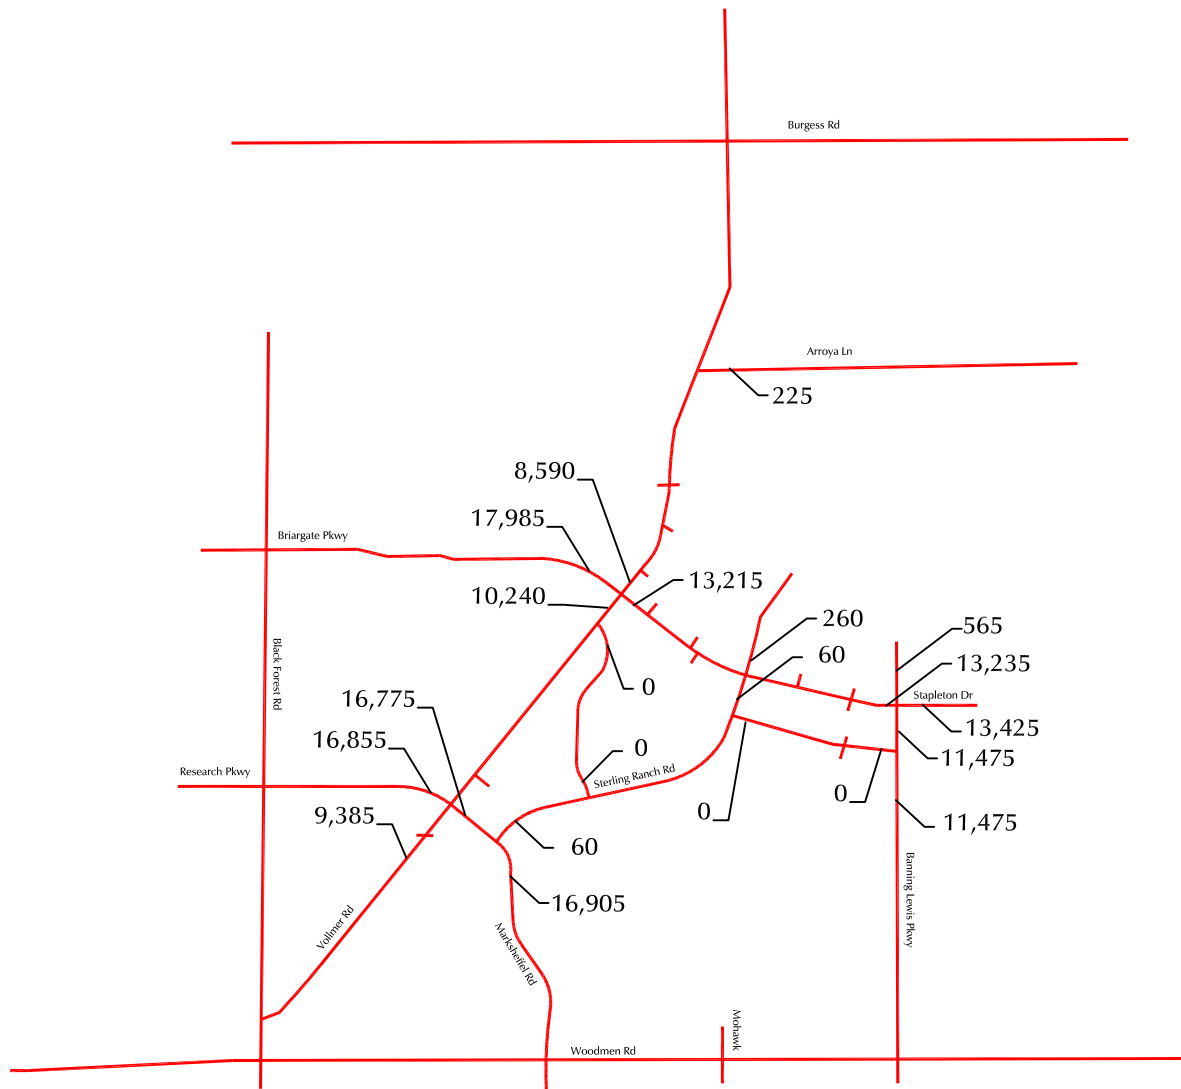 Burgess Rd
Arroya Ln
225
8,590
17,985
Briargate Pkwy
13,215
10,240
260
565
60
13,235
Black Forest Rd
0
Stapleton Dr
16,775
13,425
16,855
0
11,475
Research Pkwy
Sterling Ranch Rd
0
0
9,385
11,475
60
Banning Lewis Pkwy
16,905
Vollmer Rd
Marksheffel Rd
Mohawk
Woodmen Rd